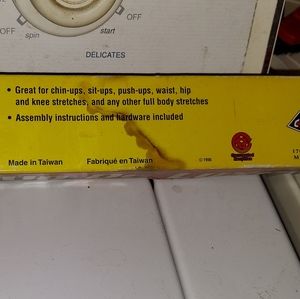 OFF
OFF
spin
start
DELICATES
• Great for chin-ups, sit-ups, push-ups, waist, hip
and knee stretches, and any other full body stretches
• Assembly instructions and hardware included
Made in Taiwan
Fabriqué en Taiwan